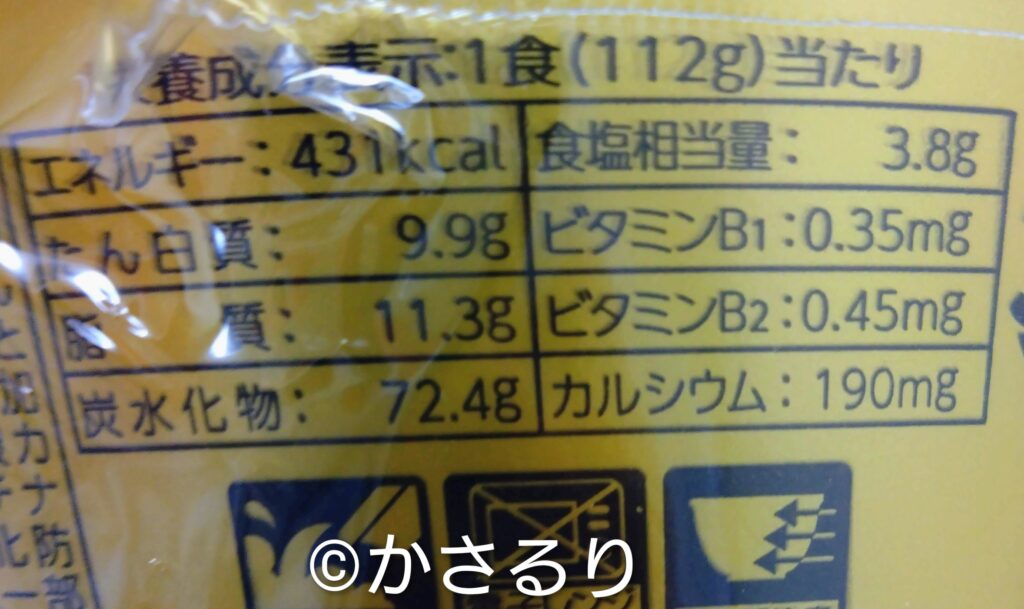 養成分表示:1食(112g)当たり
エネルギー: 431kcal
たん白質: 9.9g
脂 質: 11.3g
炭水化物: 72.4g
食塩相当量: 3.8g
ビタミンB1:0.35mg
ビタミンB2:0.45mg
カルシウム: 190mg
©かさるり